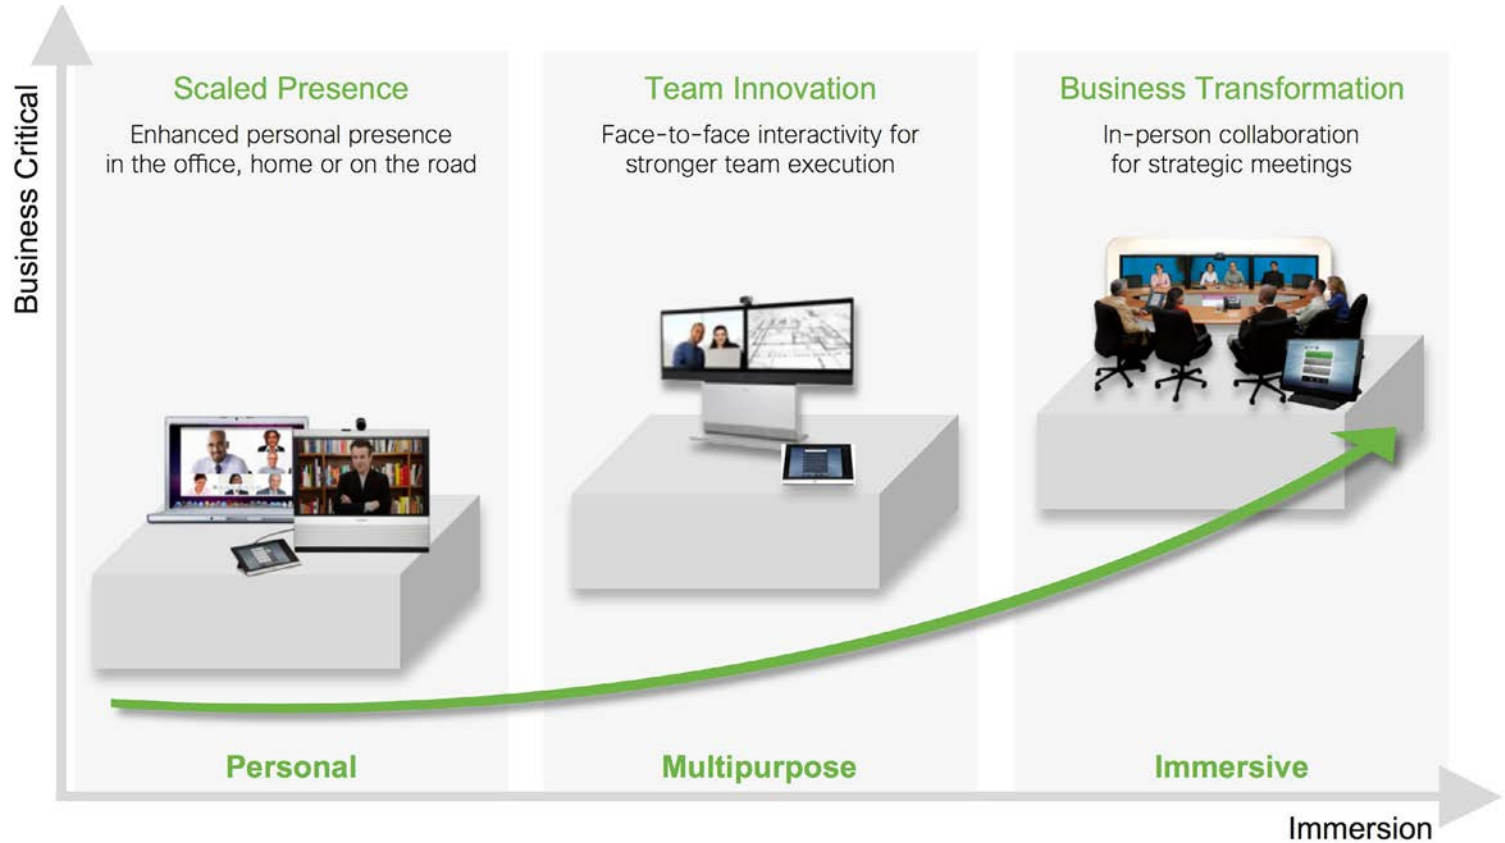 Business Critical
Scaled Presence
Enhanced personal presence
in the office, home or on the road
Team Innovation
Face-to-face interactivity for
stronger team execution
Business Transformation
In-person collaboration
for strategic meetings
Personal
Multipurpose
Immersive
Immersion